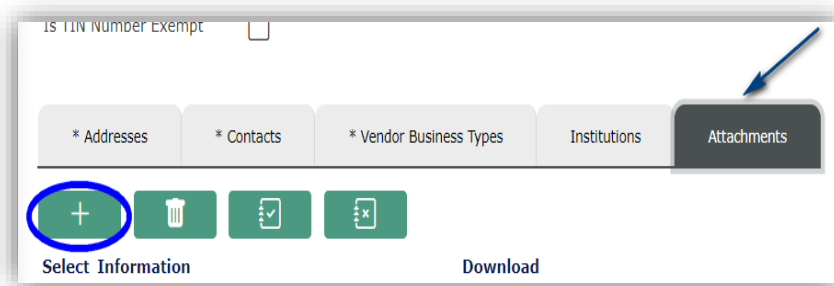 Is TIN Number Exempt
* Addresses * Contacts * Vendor Business Types Institutions Attachments
Select Information Download